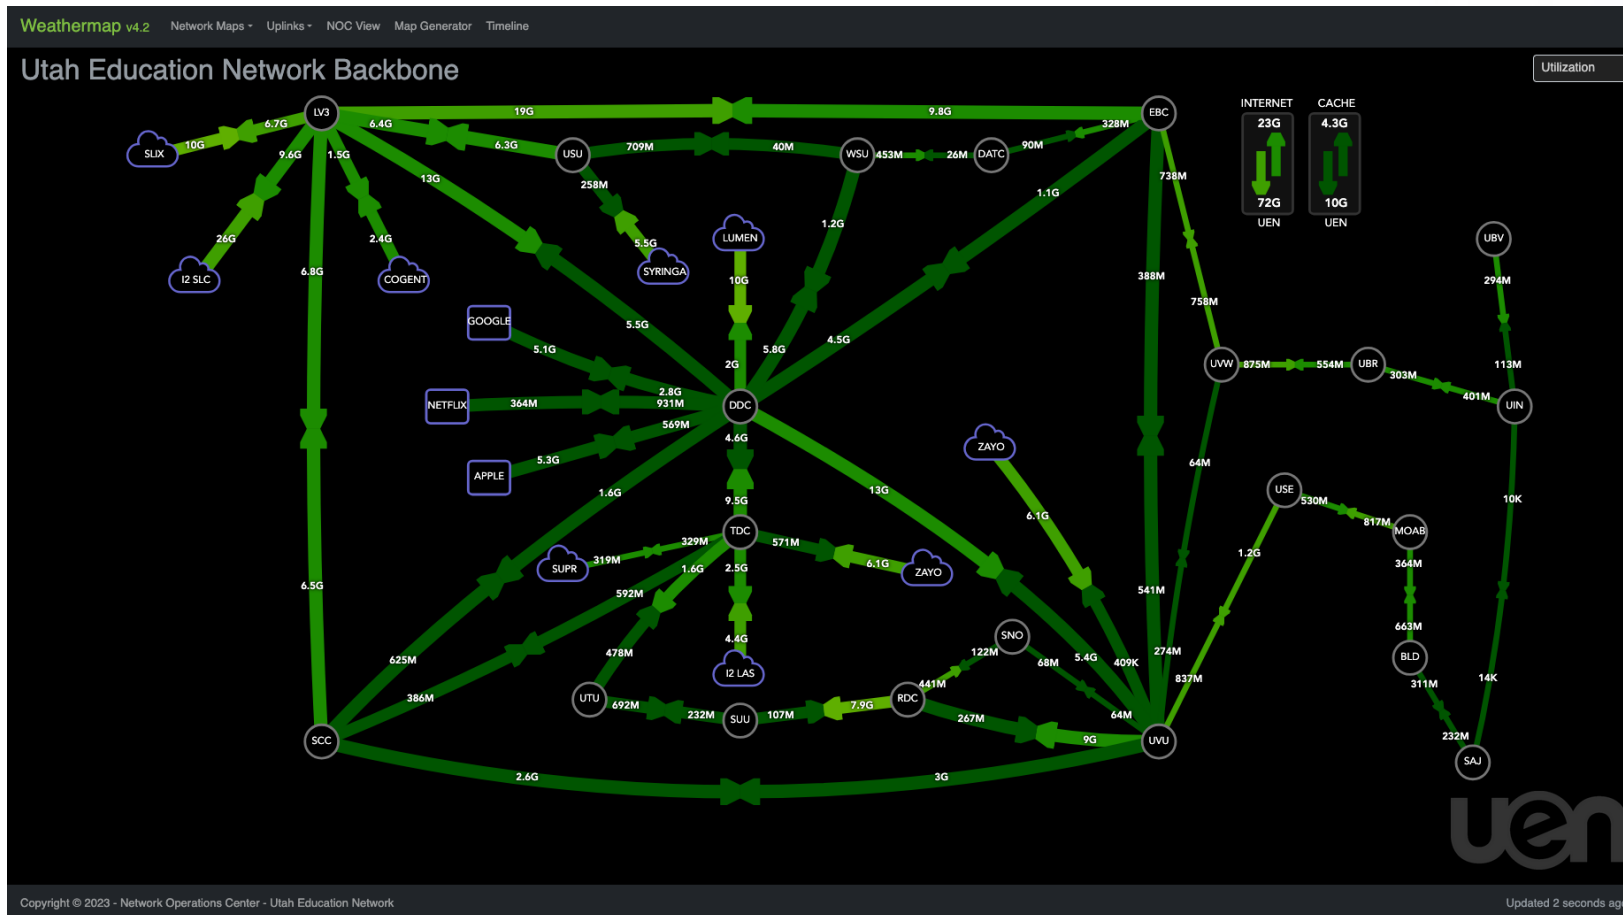 Weathermap v4.2 Network Maps Uplinks NOC View Map Generator Timeline
Utah Education Network Backbone
Utilization
INTERNET CACHE
23G 4.3G
72G 10G
UEN UEN
LV3 19G 9.8G EBC
6.7G 6.4G 328M
10G 6.3G 90M
SLIX 9.6G 1.5G USU 709M 40M WSU 453M 26M DATC
13G 258M 738M
1.1G
1.2G
26G 5.5G LUMEN UBV
I2 SLC 2.4G COGENT SYRINGA
6.8G 10G 388M 294M
758M
GOOGLE 5.5G
5.1G 5.8G 4.5G
2G UVW 875M 554M UBR 303M 113M
2.8G 401M
NETFLIX 364M 931M DDC UIN
569M
4.6G
APPLE 5.3G ZAYO 64M
1.6G 13G USE 530M 10K
9.5G 6.1G 817M
TDC MOAB
329M 571M 1.2G
SUPR 319M 1.6G 2.5G 6.1G ZAYO 364M
6.5G 592M 541M
4.4G SNO 663M
478M 122M
625M 68M 5.4G 409K 274M BLD
I2 LAS 837M 311M 14K
386M 441M
UTU 692M 232M SUU 107M 7.9G RDC 267M 64M
232M
SCC 9G UVU SAJ
2.6G 3G
uen
Copyright © 2023 - Network Operations Center - Utah Education Network
Updated 2 seconds ag